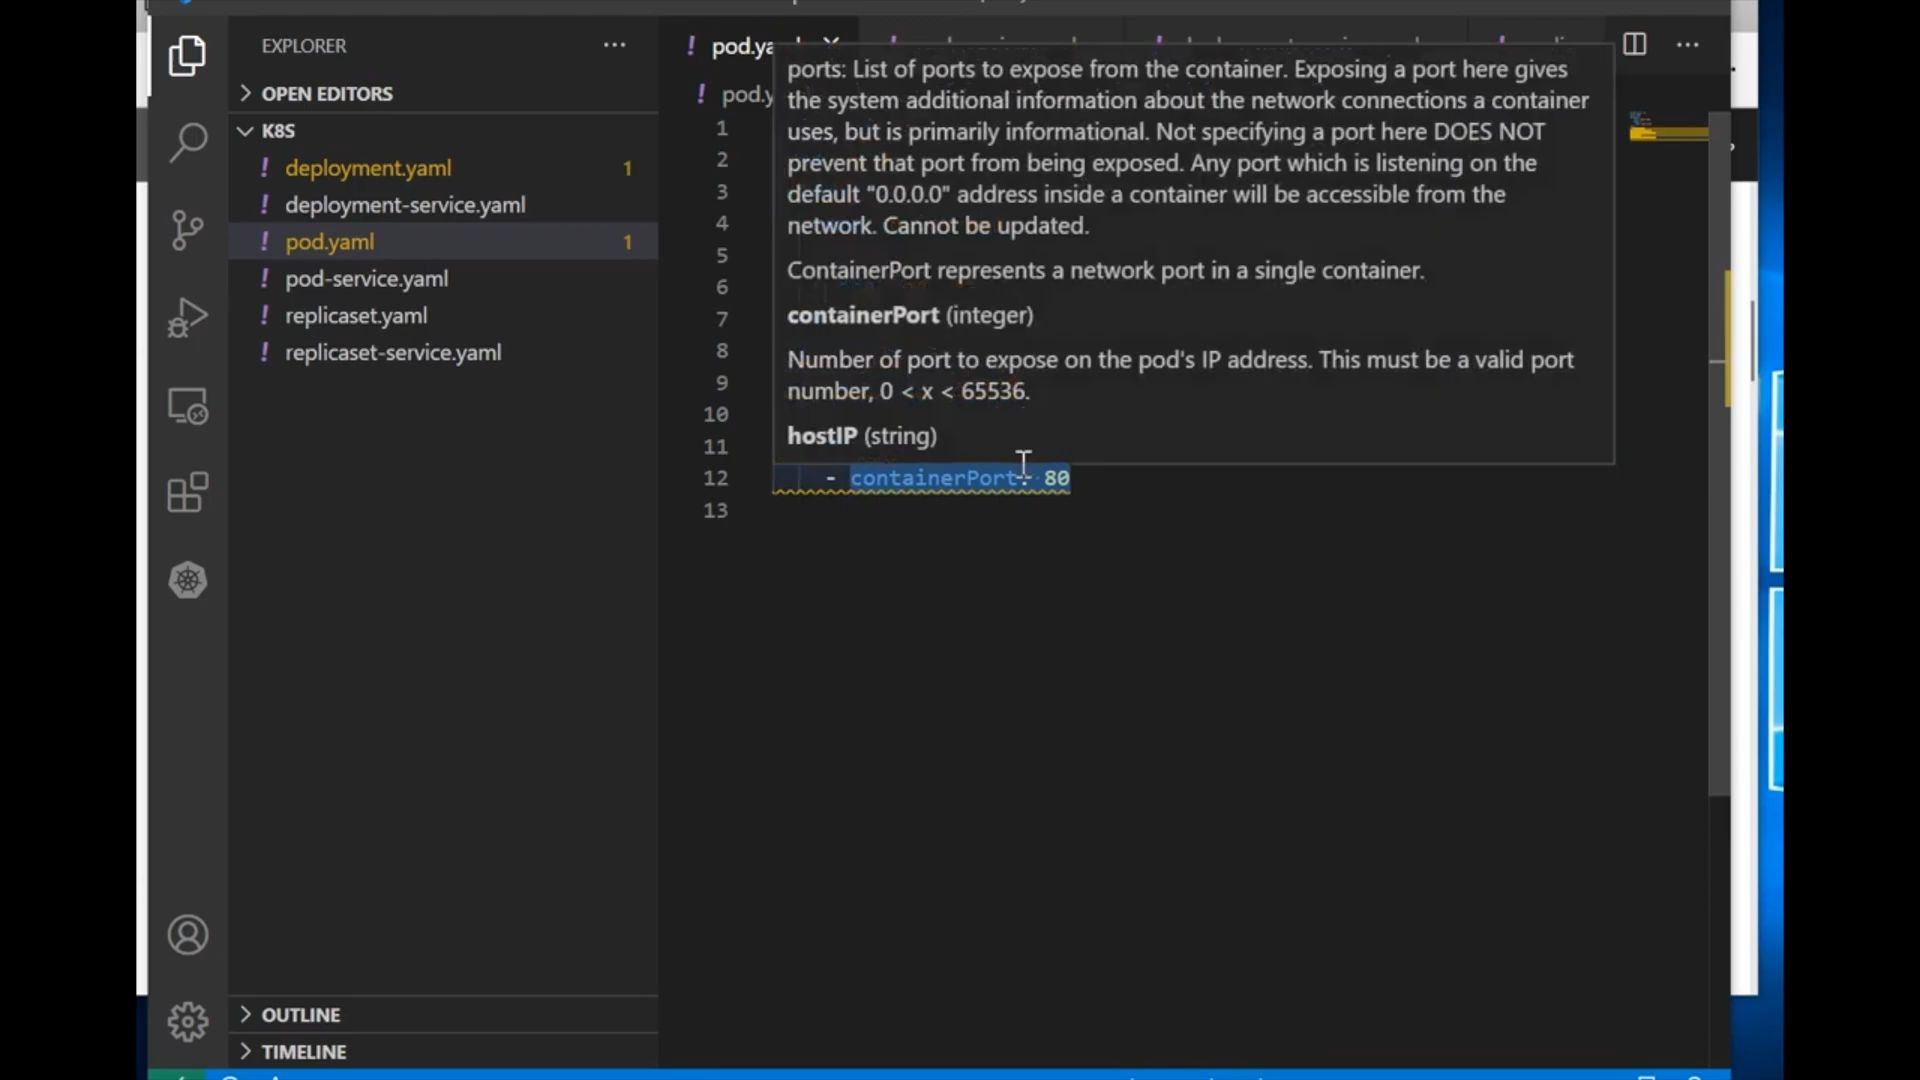 EXPLORER
OPEN EDITORS
K8S
! deployment.yaml 1
! deployment-service.yaml
! pod.yaml 1
! pod-service.yaml
! replicaset.yaml
! replicaset-service.yaml
OUTLINE
TIMELINE
! pod.ya
! pod.y
1
2
3
4
5
6
7
8
9
10
11
12 - containerPort: 80
13
ports: List of ports to expose from the container. Exposing a port here gives
the system additional information about the network connections a container
uses, but is primarily informational. Not specifying a port here DOES NOT
prevent that port from being exposed. Any port which is listening on the
default "0.0.0.0" address inside a container will be accessible from the
network. Cannot be updated.
ContainerPort represents a network port in a single container.
containerPort (integer)
Number of port to expose on the pod's IP address. This must be a valid port
number, 0 < x < 65536.
hostIP (string)